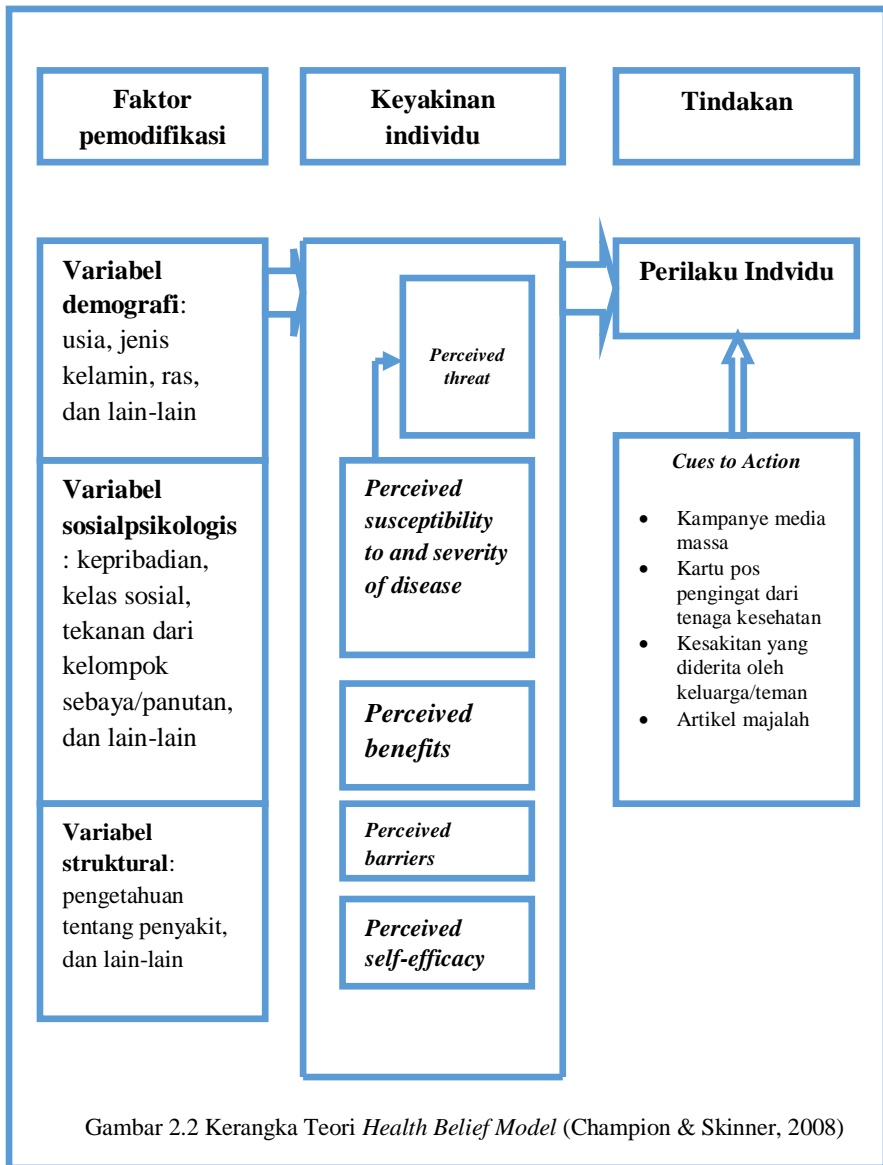 Faktor
pemodifikasi
Keyakinan
individu
Tindakan
Variabel
demografi:
usia, jenis
kelamin, ras,
dan lain-lain
Variabel
sosialpsikologis
: kepribadian,
kelas sosial,
tekanan dari
kelompok
sebaya/panutan,
dan lain-lain
Variabel
struktural:
pengetahuan
tentang penyakit,
dan lain-lain
Perceived
threat
Perceived
susceptibility
to and severity
of disease
Perceived
benefits
Perceived
barriers
Perceived
self-efficacy
Perilaku Indvidu
Cues to Action
• Kampanye media
massa
• Kartu pos
pengingat dari
tenaga kesehatan
• Kesakitan yang
diderita oleh
keluarga/teman
• Artikel majalah
Gambar 2.2 Kerangka Teori Health Belief Model (Champion & Skinner, 2008)